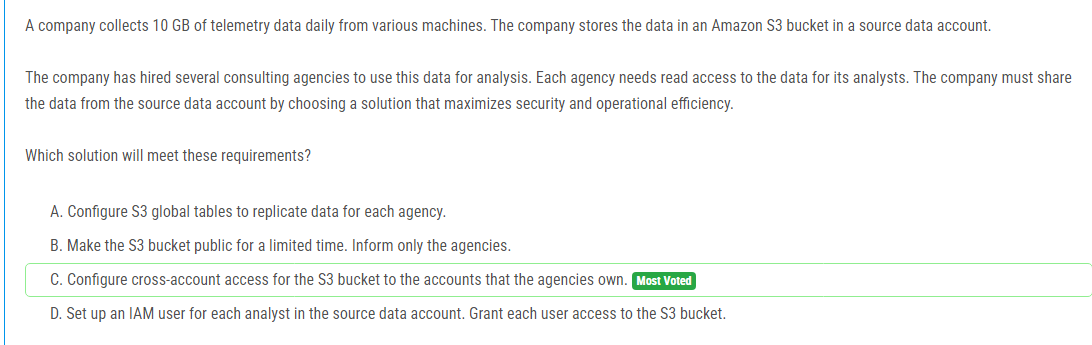 A company collects 10 GB of telemetry data daily from various machines. The company stores the data in an Amazon S3 bucket in a source data account.
The company has hired several consulting agencies to use this data for analysis. Each agency needs read access to the data for its analysts. The company must share
the data from the source data account by choosing a solution that maximizes security and operational efficiency.
Which solution will meet these requirements?
A. Configure S3 global tables to replicate data for each agency.
B. Make the S3 bucket public for a limited time. Inform only the agencies.
C. Configure cross-account access for the S3 bucket to the accounts that the agencies own. Most Voted
D. Set up an IAM user for each analyst in the source data account. Grant each user access to the S3 bucket.